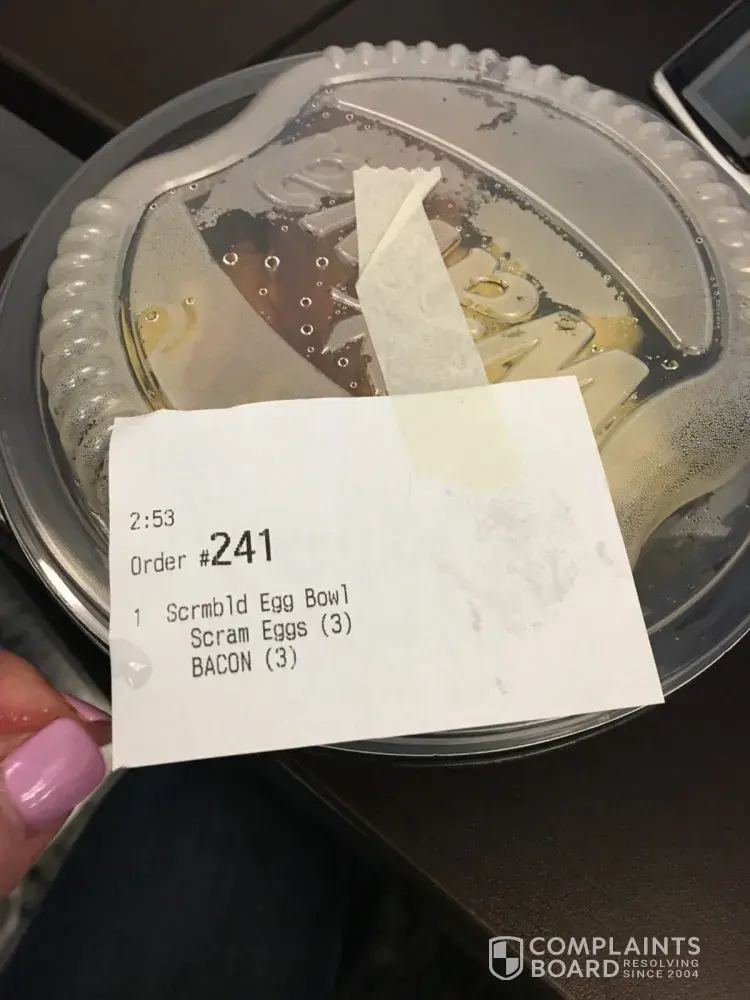 2:53
Order #241
1 Scrmbld Egg Bowl
Scram Eggs (3)
BACON (3)
COMPLAINTS
BOARD RESOLVING
SINCE 2004